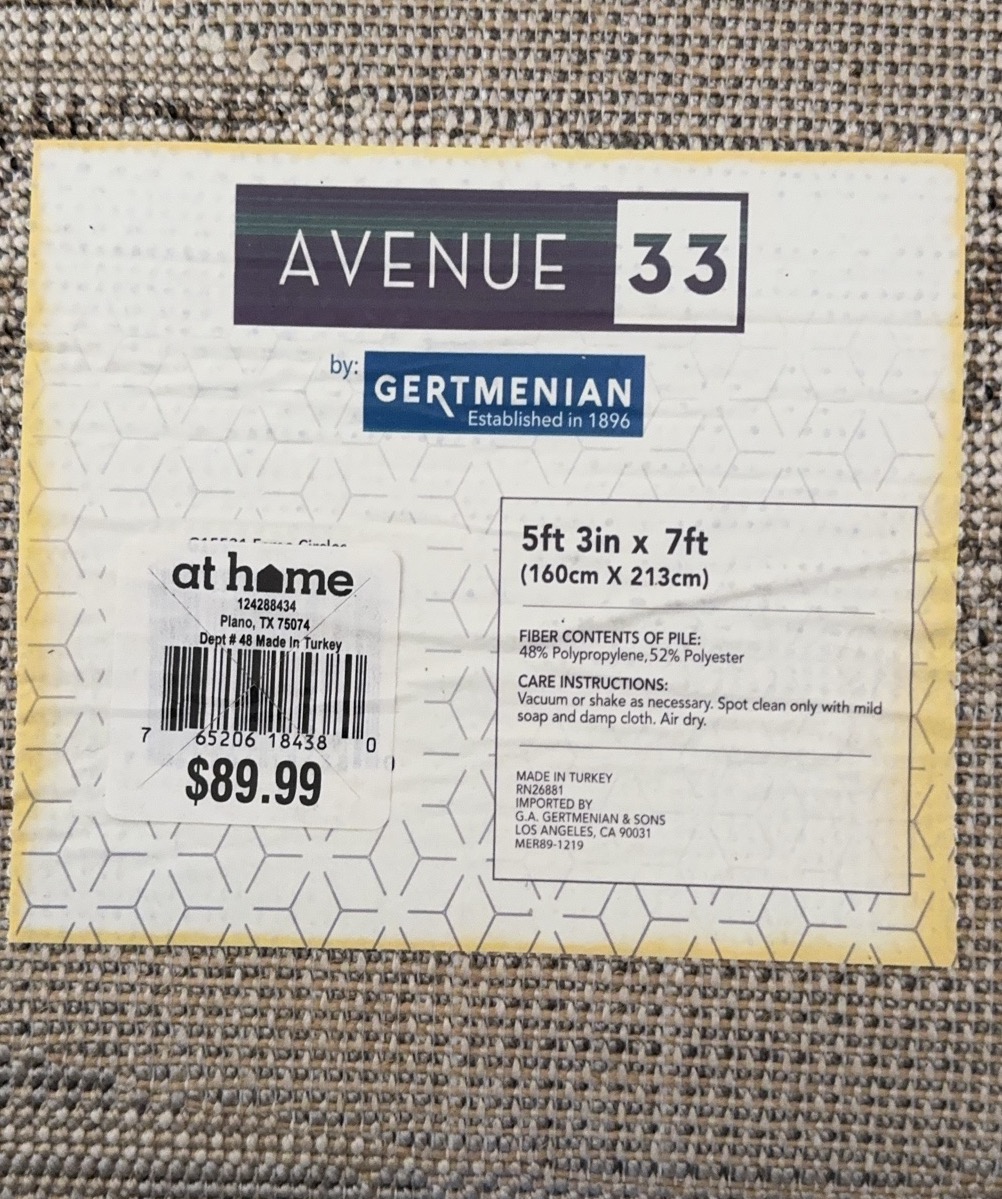 AVENUE 33
by: GERTMENIAN
Established in 1896
at home
124288434
Plano, TX 75074
Dept # 48 Made In Turkey
7 65206 18438 0
$89.99
5ft 3in x 7ft
(160cm X 213cm)
FIBER CONTENTS OF PILE:
48% Polypropylene, 52% Polyester
CARE INSTRUCTIONS:
Vacuum or shake as necessary. Spot clean only with mild
soap and damp cloth. Air dry.
MADE IN TURKEY
RN26881
IMPORTED BY
G.A. GERTMENIAN & SONS
LOS ANGELES, CA 90031
MER89-1219